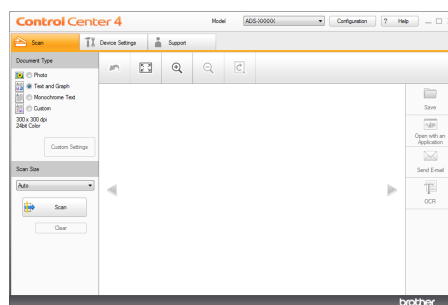 Control Center 4
Model
ADS-XXXXX
Configuration
? Help
Scan
Device Settings
Support
Document Type
Photo
Text and Graph
Monochrome Text
Custom
300 x 300 dpi
24bit Color
Custom Settings
Scan Size
Auto
Scan
Clear
Save
Open with an
Application
Send E-mail
OCR
brother